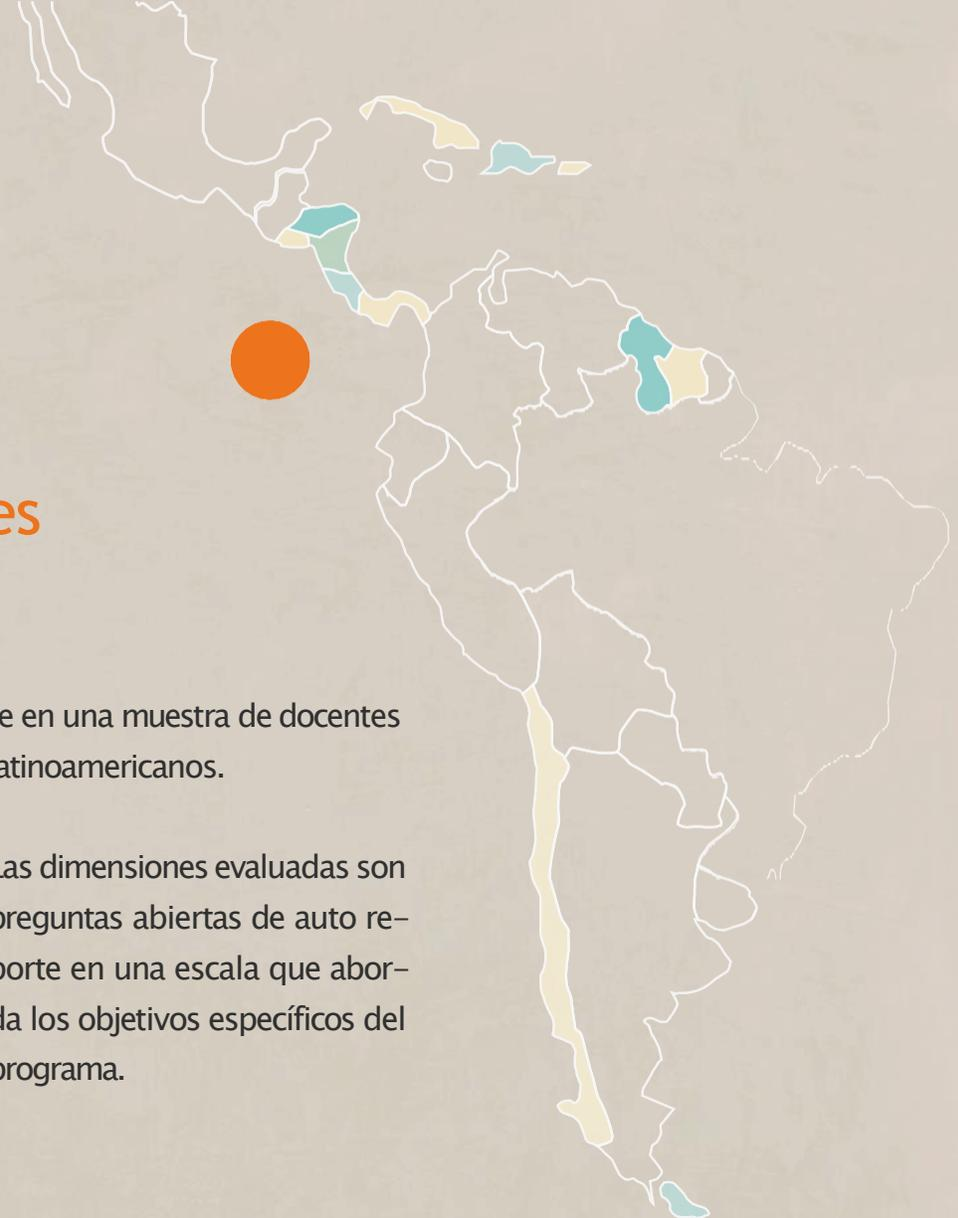 es
e en una muestra de docentes
atinoamericanos.
Las dimensiones evaluadas son
preguntas abiertas de auto re–
porte en una escala que abor–
da los objetivos específicos del
programa.